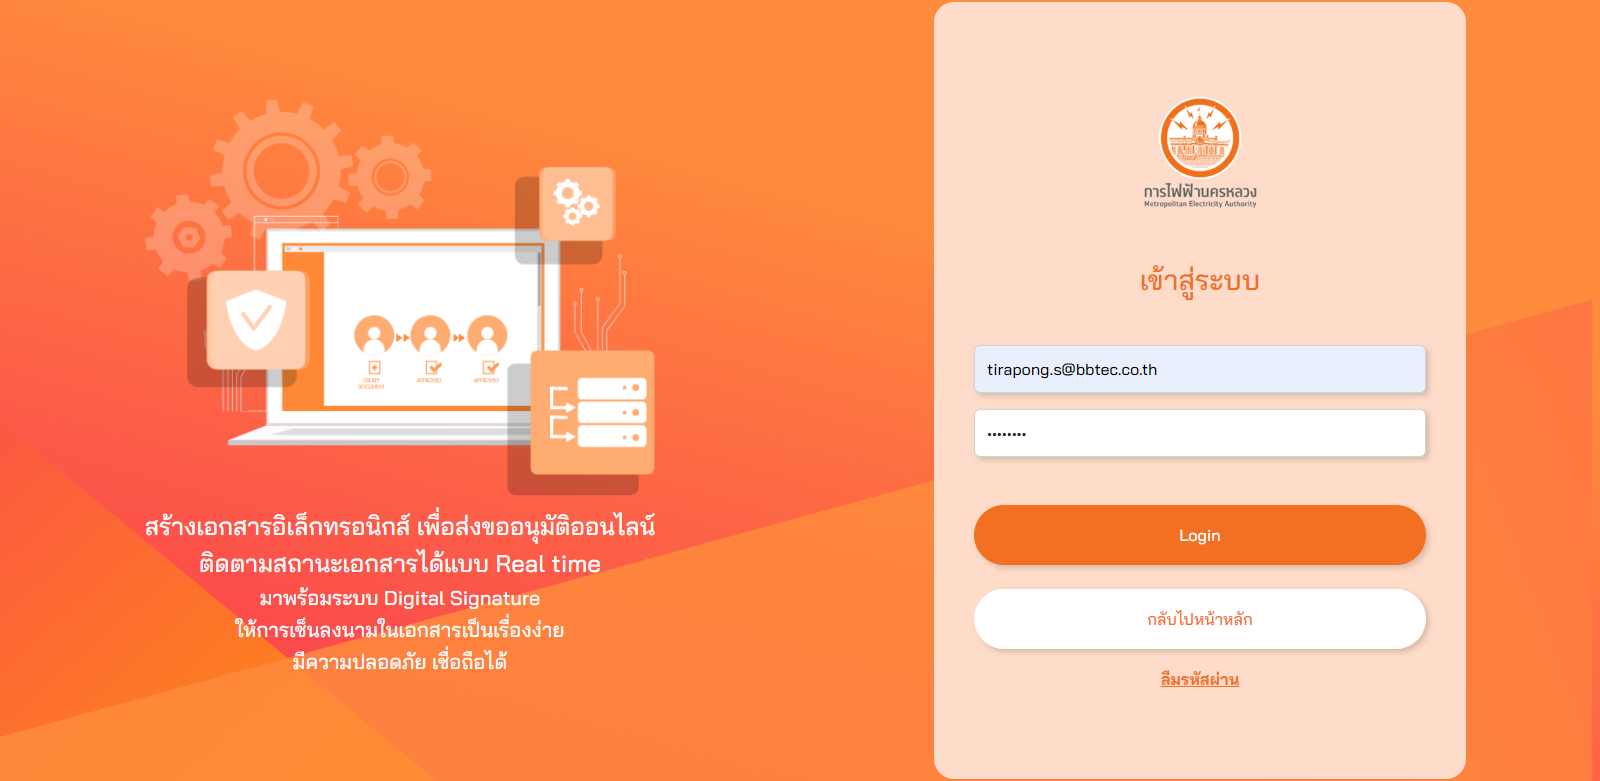 CREATE
DOCUMENT
APPROVED
APPROVED
สร้างเอกสารอิเล็กทรอนิกส์ เพื่อส่งขออนุมัติออนไลน์
ติดตามสถานะเอกสารได้แบบ Real time
มาพร้อมระบบ Digital Signature
ให้การเซ็นลงนามในเอกสารเป็นเรื่องง่าย
มีความปลอดภัย เชื่อถือได้
การไฟฟ้านครหลวง
Metropolitan Electricity Authority
เข้าสู่ระบบ
tirapong.s@bbtec.co.th
••••••••
Login
กลับไปหน้าหลัก
ลืมรหัสผ่าน